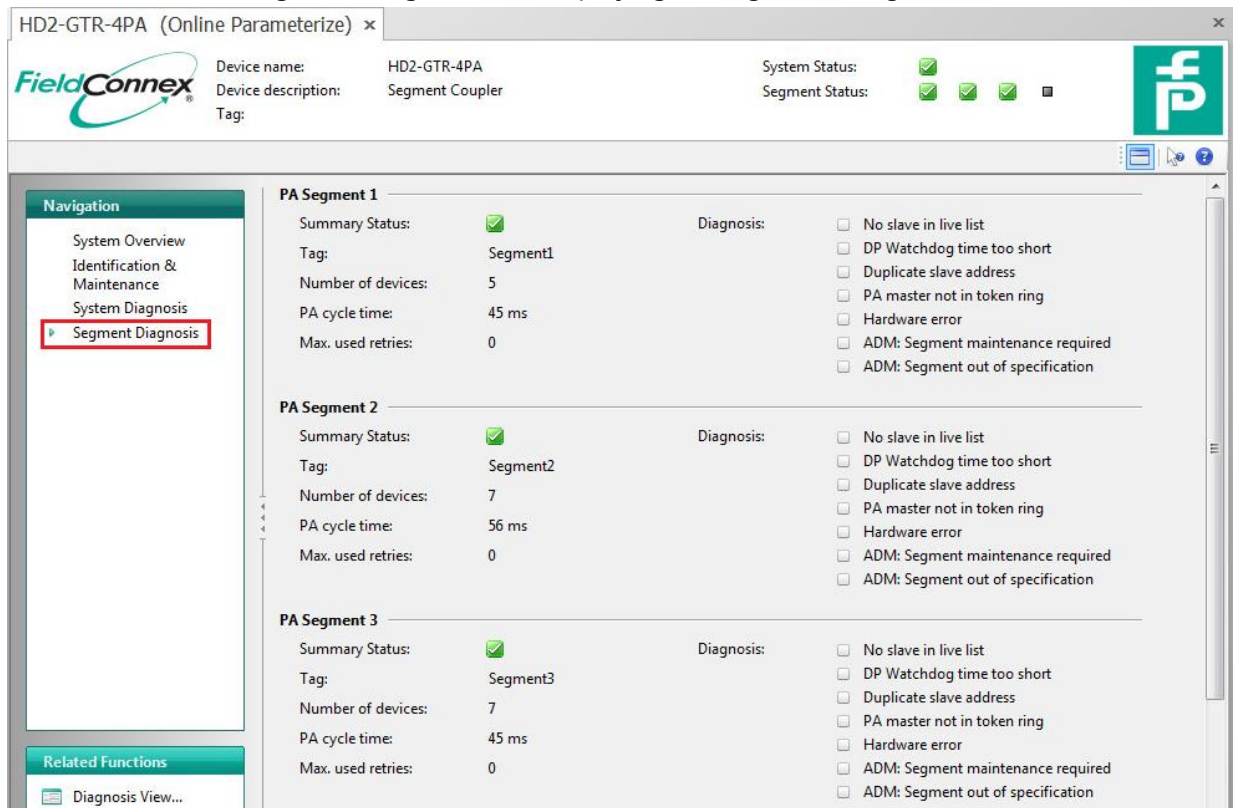 HD2-GTR-4PA (Online Parameterize) ×
×
FieldConnex®
Device name: HD2-GTR-4PA
Device description: Segment Coupler
Tag:
System Status:
Segment Status:
Navigation
System Overview
Identification &
Maintenance
System Diagnosis
Segment Diagnosis
Related Functions
Diagnosis View...
PA Segment 1
Summary Status:
Tag: Segment1
Number of devices: 5
PA cycle time: 45 ms
Max. used retries: 0
Diagnosis:
No slave in live list
DP Watchdog time too short
Duplicate slave address
PA master not in token ring
Hardware error
ADM: Segment maintenance required
ADM: Segment out of specification
PA Segment 2
Summary Status:
Tag: Segment2
Number of devices: 7
PA cycle time: 56 ms
Max. used retries: 0
Diagnosis:
No slave in live list
DP Watchdog time too short
Duplicate slave address
PA master not in token ring
Hardware error
ADM: Segment maintenance required
ADM: Segment out of specification
PA Segment 3
Summary Status:
Tag: Segment3
Number of devices: 7
PA cycle time: 45 ms
Max. used retries: 0
Diagnosis:
No slave in live list
DP Watchdog time too short
Duplicate slave address
PA master not in token ring
Hardware error
ADM: Segment maintenance required
ADM: Segment out of specification